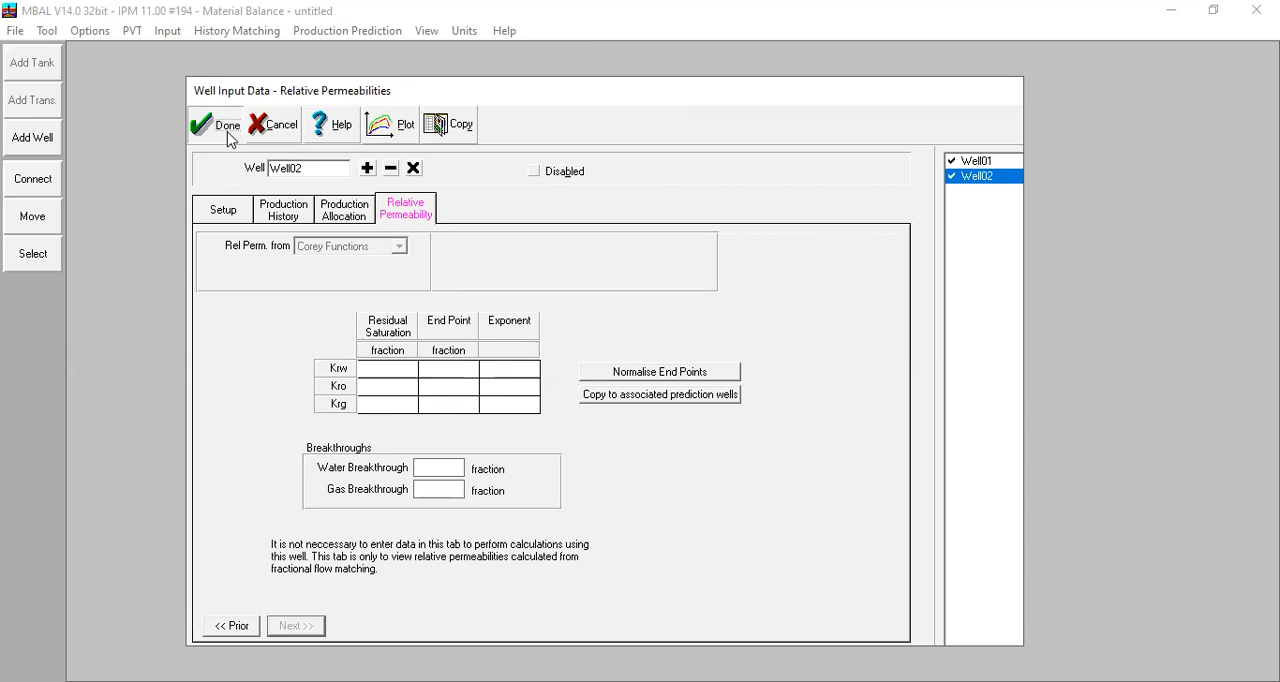 MBAL V14.0 32bit - IPM 11.00 #194 - Material Balance - untitled
File Tool Options PVT Input History Matching Production Prediction View Units Help
Add Tank
Add Trans.
Add Well
Connect
Move
Select
Well Input Data - Relative Permeabilities
Done Cancel Help Plot Copy
Well Well02 Disabled
Well01
Well02
Setup
Production
History
Production
Allocation
Relative
Permeability
Rel Perm. from Corey Functions
Residual
Saturation
End Point
Exponent
fraction fraction
Krw
Kro
Krg
Normalise End Points
Copy to associated prediction wells
Breakthroughs
Water Breakthrough fraction
Gas Breakthrough fraction
It is not neccessary to enter data in this tab to perform calculations using
this well. This tab is only to view relative permeabilities calculated from
fractional flow matching.
<< Prior Next >>